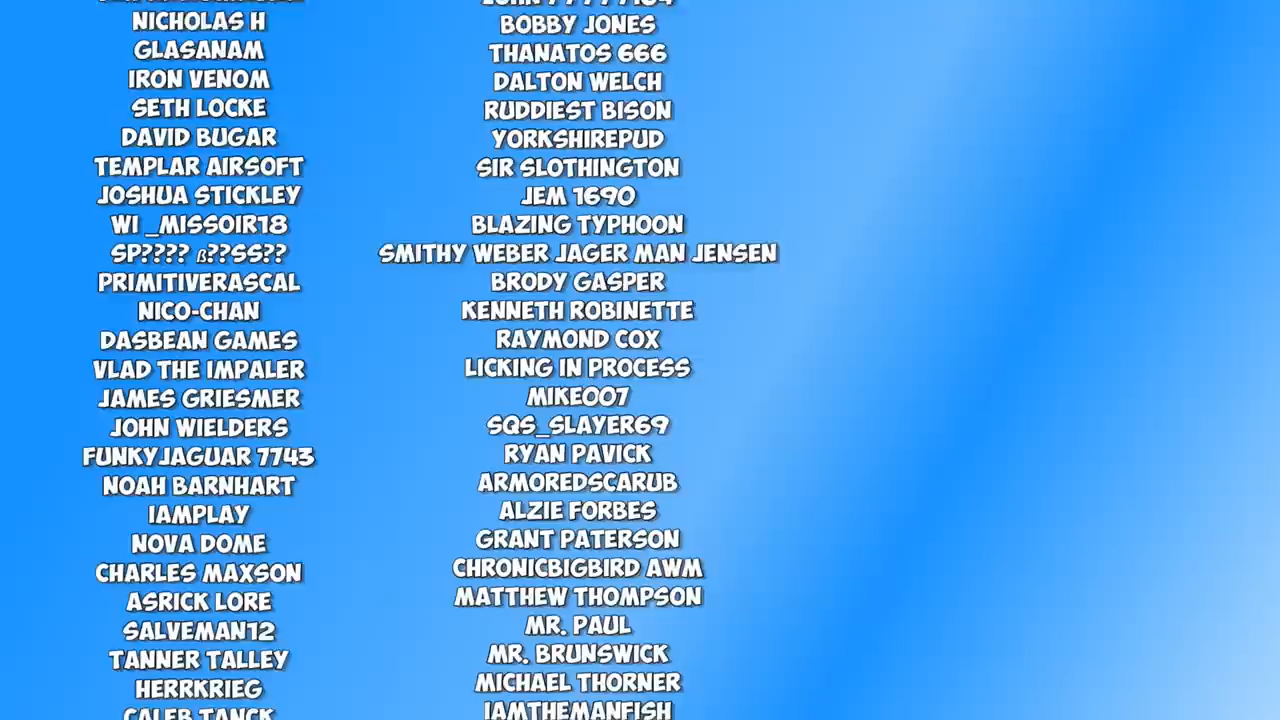 NICHOLAS H
GLASANAM
IRON VENOM
SETH LOCKE
DAVID BUGAR
TEMPLAR AIRSOFT
JOSHUA STICKLEY
WI _MISSOIR18
SP???? ß??SS??
PRIMITIVERASCAL
NICO-CHAN
DASBEAN GAMES
VLAD THE IMPALER
JAMES GRIESMER
JOHN WIELDERS
FUNKYJAGUAR 7743
NOAH BARNHART
IAMPLAY
NOVA DOME
CHARLES MAXSON
ASRICK LORE
SALVEMAN12
TANNER TALLEY
HERRKRIEG
CALEB TANCK
BOBBY JONES
THANATOS 666
DALTON WELCH
RUDDIEST BISON
YORKSHIREPUD
SIR SLOTHINGTON
JEM 1690
BLAZING TYPHOON
SMITHY WEBER JAGER MAN JENSEN
BRODY GASPER
KENNETH ROBINETTE
RAYMOND COX
LICKING IN PROCESS
MIKE007
SQS_SLAYER69
RYAN PAVICK
ARMOREDSCARUB
ALZIE FORBES
GRANT PATERSON
CHRONICBIGBIRD AWM
MATTHEW THOMPSON
MR. PAUL
MR. BRUNSWICK
MICHAEL THORNER
IAMTHEMANFISH